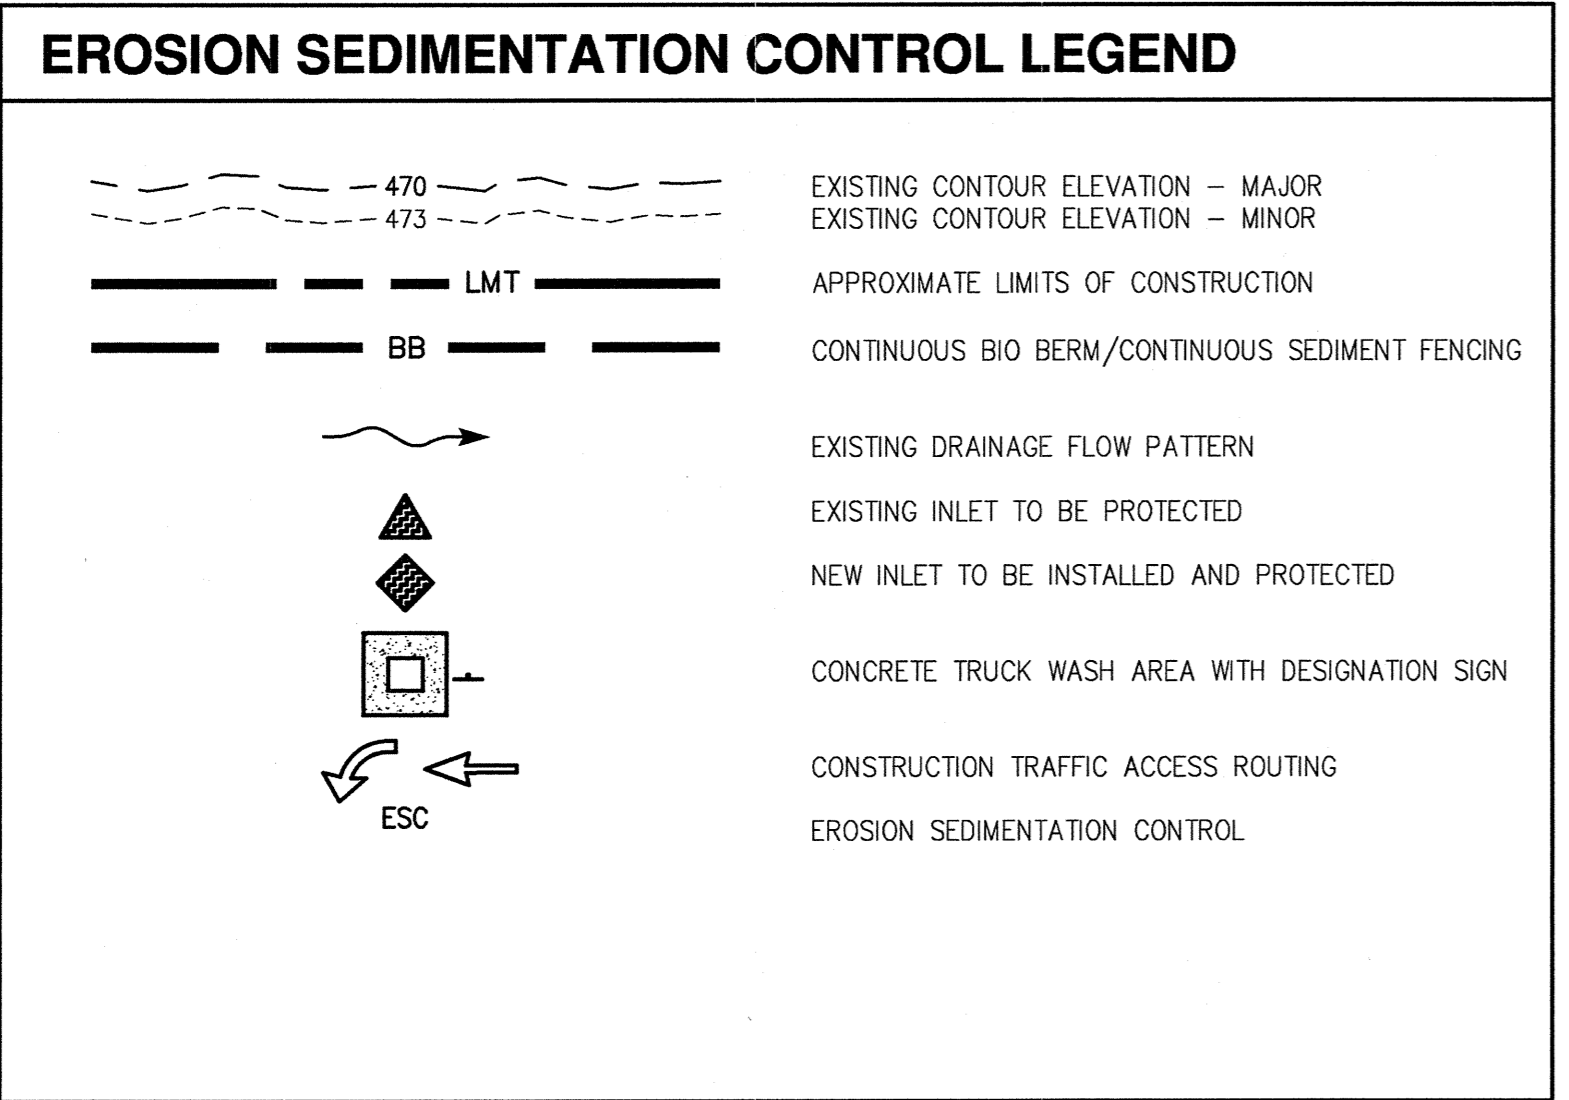 EROSION SEDIMENTATION CONTROL LEGEND
470 EXISTING CONTOUR ELEVATION – MAJOR
473 EXISTING CONTOUR ELEVATION – MINOR
LMT APPROXIMATE LIMITS OF CONSTRUCTION
BB CONTINUOUS BIO BERM/CONTINUOUS SEDIMENT FENCING
EXISTING DRAINAGE FLOW PATTERN
EXISTING INLET TO BE PROTECTED
NEW INLET TO BE INSTALLED AND PROTECTED
CONCRETE TRUCK WASH AREA WITH DESIGNATION SIGN
CONSTRUCTION TRAFFIC ACCESS ROUTING
ESC EROSION SEDIMENTATION CONTROL